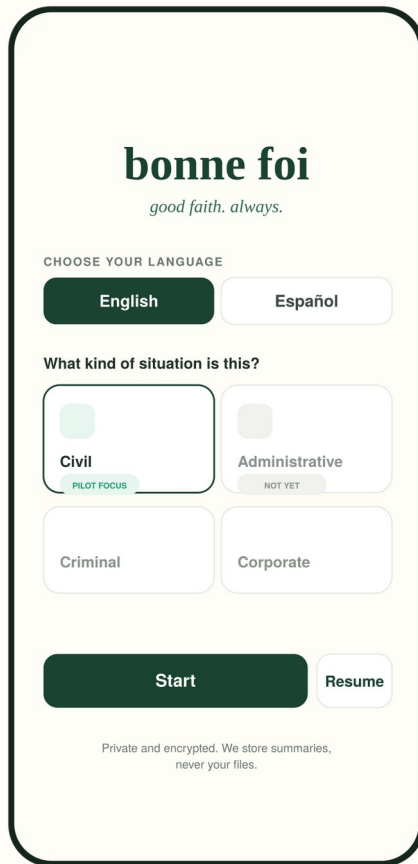 bonne foi
good faith. always.
CHOOSE YOUR LANGUAGE
English Español
What kind of situation is this?
Civil Administrative
PILOT FOCUS NOT YET
Criminal Corporate
Start Resume
Private and encrypted. We store summaries,
never your files.